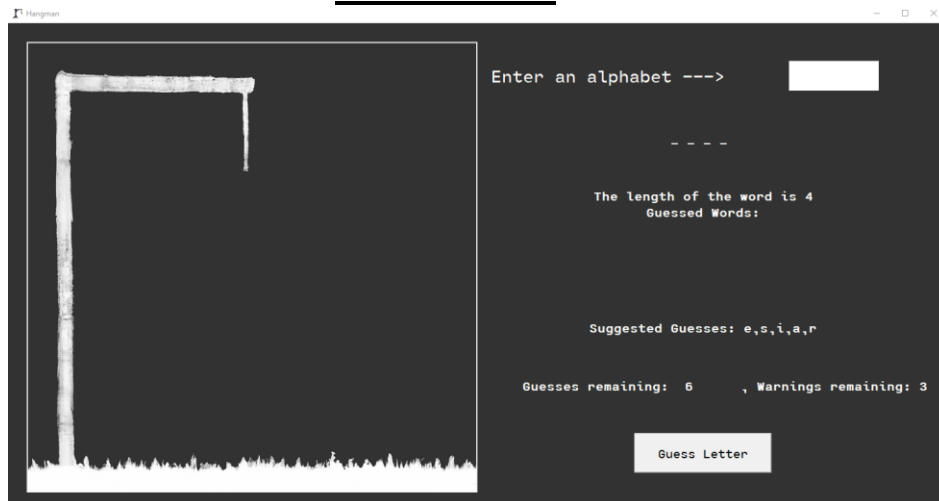 Hangman
Enter an alphabet --->
- - - -
The length of the word is 4
Guessed Words:
Suggested Guesses: e,s,i,a,r
Guesses remaining: 6 , Warnings remaining: 3
Guess Letter